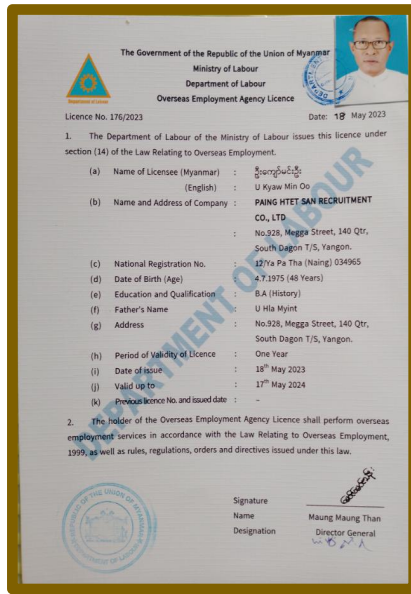 The Government of the Republic of the Union of Myanmar
Ministry of Labour
Department of Labour
Overseas Employment Agency Licence
Department of Labour
Licence No. 176/2023 Date: 18 May 2023
1. The Department of Labour of the Ministry of Labour issues this licence under
section (14) of the Law Relating to Overseas Employment.
(a) Name of Licensee (Myanmar) : ဦးကျော်မင်းဦး
(English) : U Kyaw Min Oo
(b) Name and Address of Company : PAING HTET SAN RECRUITMENT
CO., LTD
: No.928, Megga Street, 140 Qtr,
South Dagon T/S, Yangon.
(c) National Registration No. : 12/Ya Pa Tha (Naing) 034965
(d) Date of Birth (Age) : 4.7.1975 (48 Years)
(e) Education and Qualification : B.A (History)
(f) Father's Name : U Hla Myint
(g) Address : No.928, Megga Street, 140 Qtr,
South Dagon T/S, Yangon.
(h) Period of Validity of Licence : One Year
(i) Date of issue : 18th May 2023
(j) Valid up to : 17th May 2024
(k) Previous licence No. and issued date : -
2. The holder of the Overseas Employment Agency Licence shall perform overseas
employment services in accordance with the Law Relating to Overseas Employment,
1999, as well as rules, regulations, orders and directives issued under this law.
DEPARTMENT OF LABOUR
Signature
Name Maung Maung Than
Designation Director General